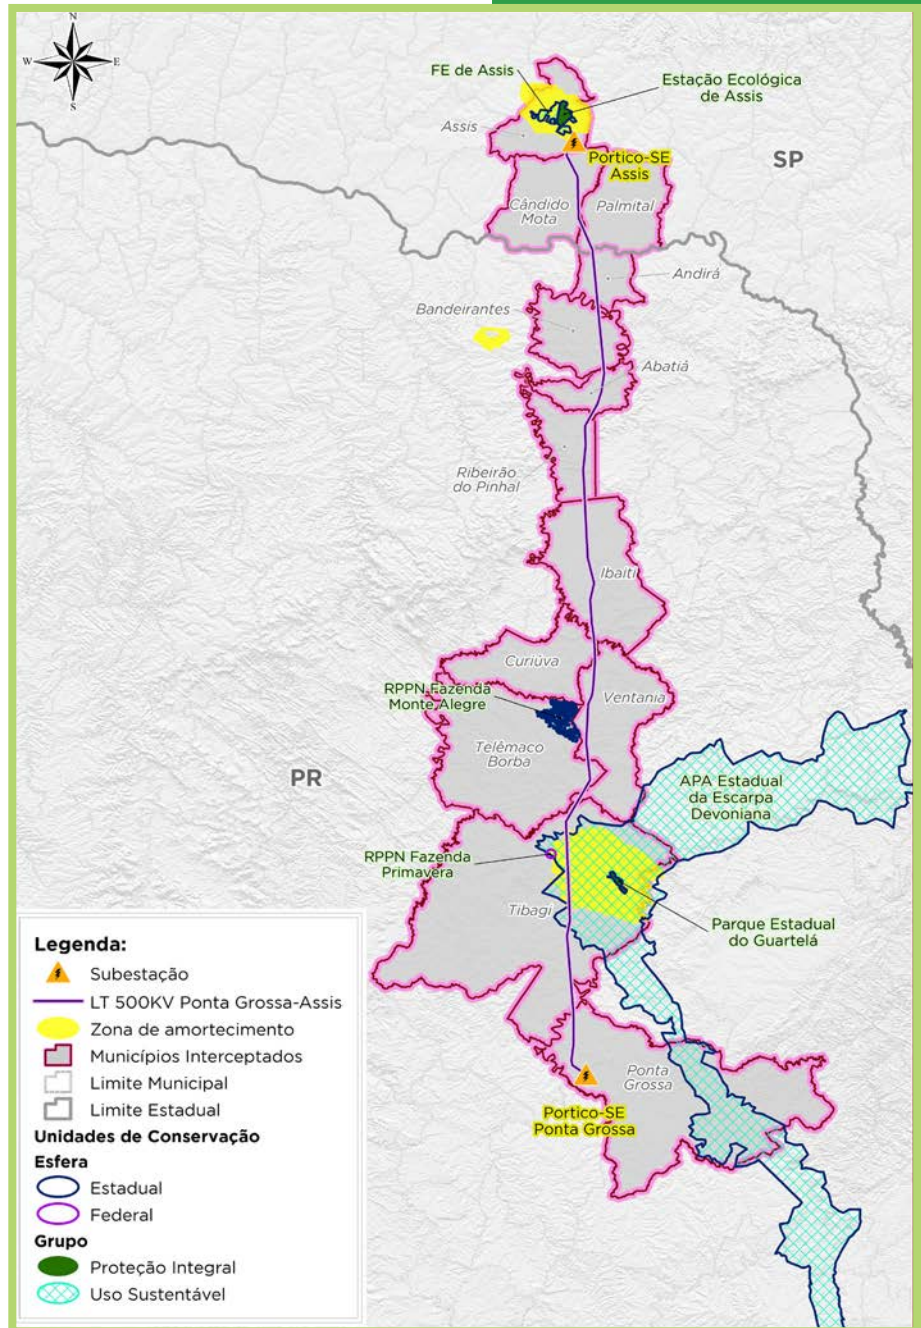 N
W
E
S
FE de Assis
Estação Ecológica
de Assis
Assis
Portico-SE
Assis
SP
Cândido
Mota
Palmital
Andirá
Bandeirantes
Abatiá
Ribeirão
do Pinhal
Ibaiti
Curiúva
RPPN Fazenda
Monte Alegre
Ventania
Telêmaco
Borba
PR
APA Estadual
da Escarpa
Devoniana
RPPN Fazenda
Primavera
Tibagi
Parque Estadual
do Guartelá
Ponta
Grossa
Portico-SE
Ponta Grossa
Legenda:
Subestação
LT 500KV Ponta Grossa-Assis
Zona de amortecimento
Municípios Interceptados
Limite Municipal
Limite Estadual
Unidades de Conservação
Esfera
Estadual
Federal
Grupo
Proteção Integral
Uso Sustentável